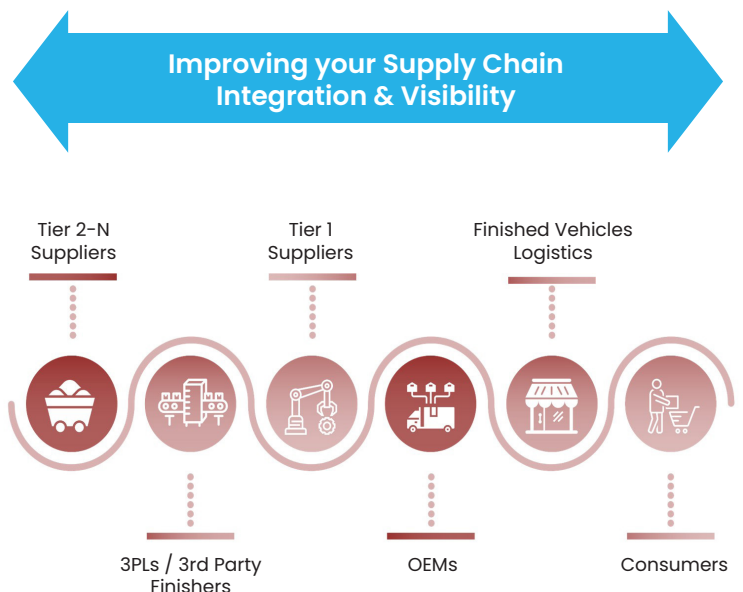 Improving your Supply Chain
Integration & Visibility
Tier 2-N
Suppliers
Tier 1
Suppliers
Finished Vehicles
Logistics
3PLs / 3rd Party
Finishers
OEMs
Consumers